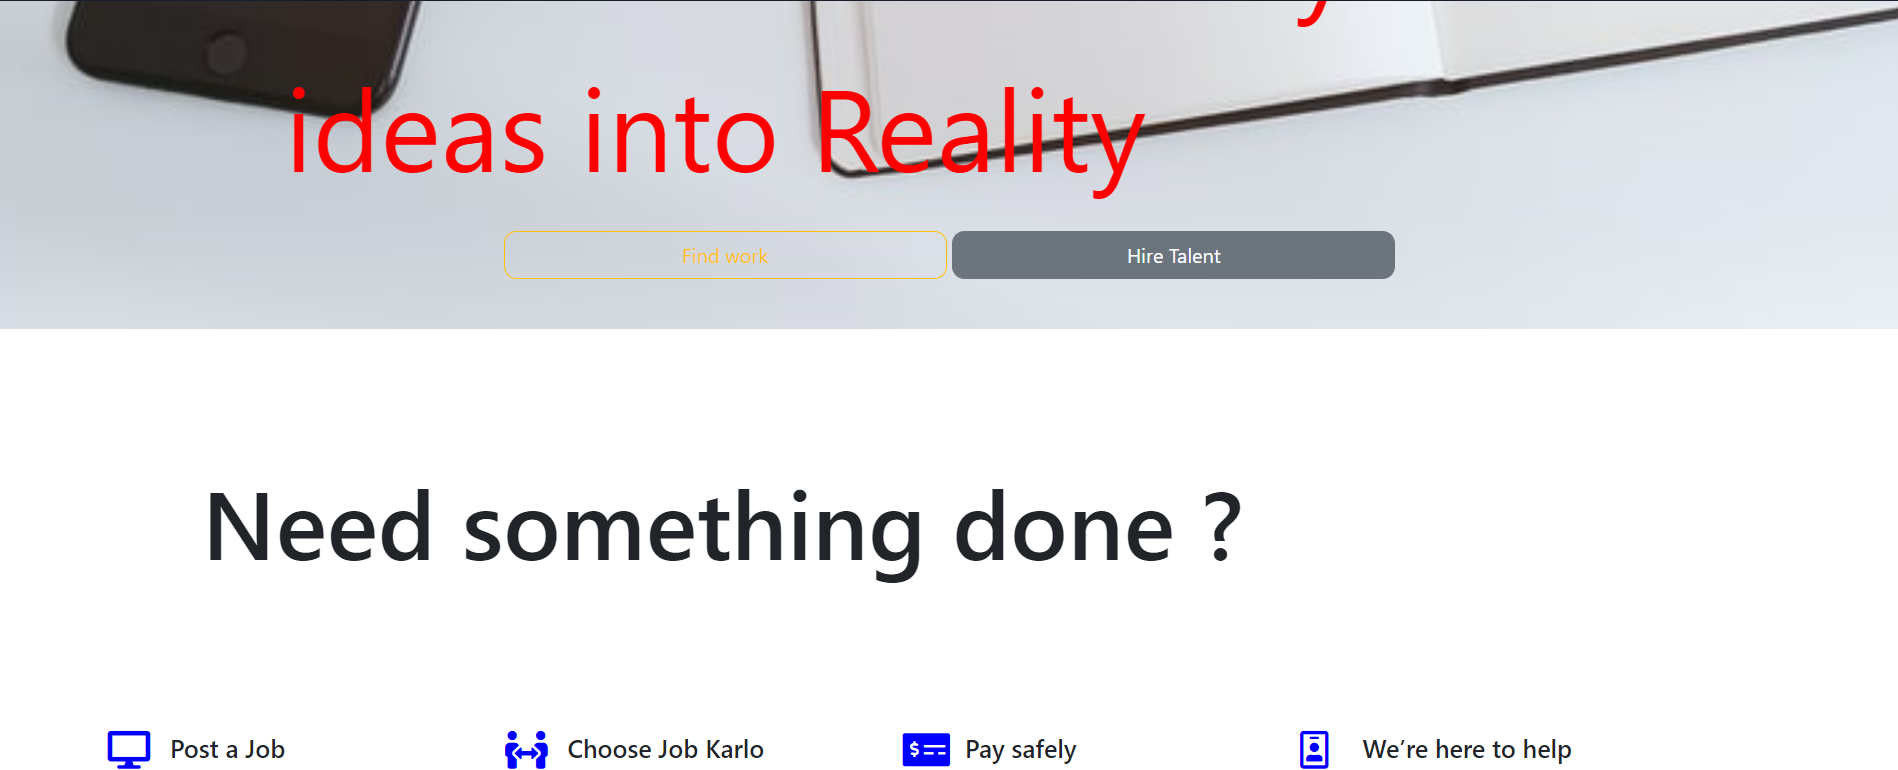 ideas into Reality
Find work
Hire Talent
Need something done ?
Post a Job
Choose Job Karlo
Pay safely
We’re here to help